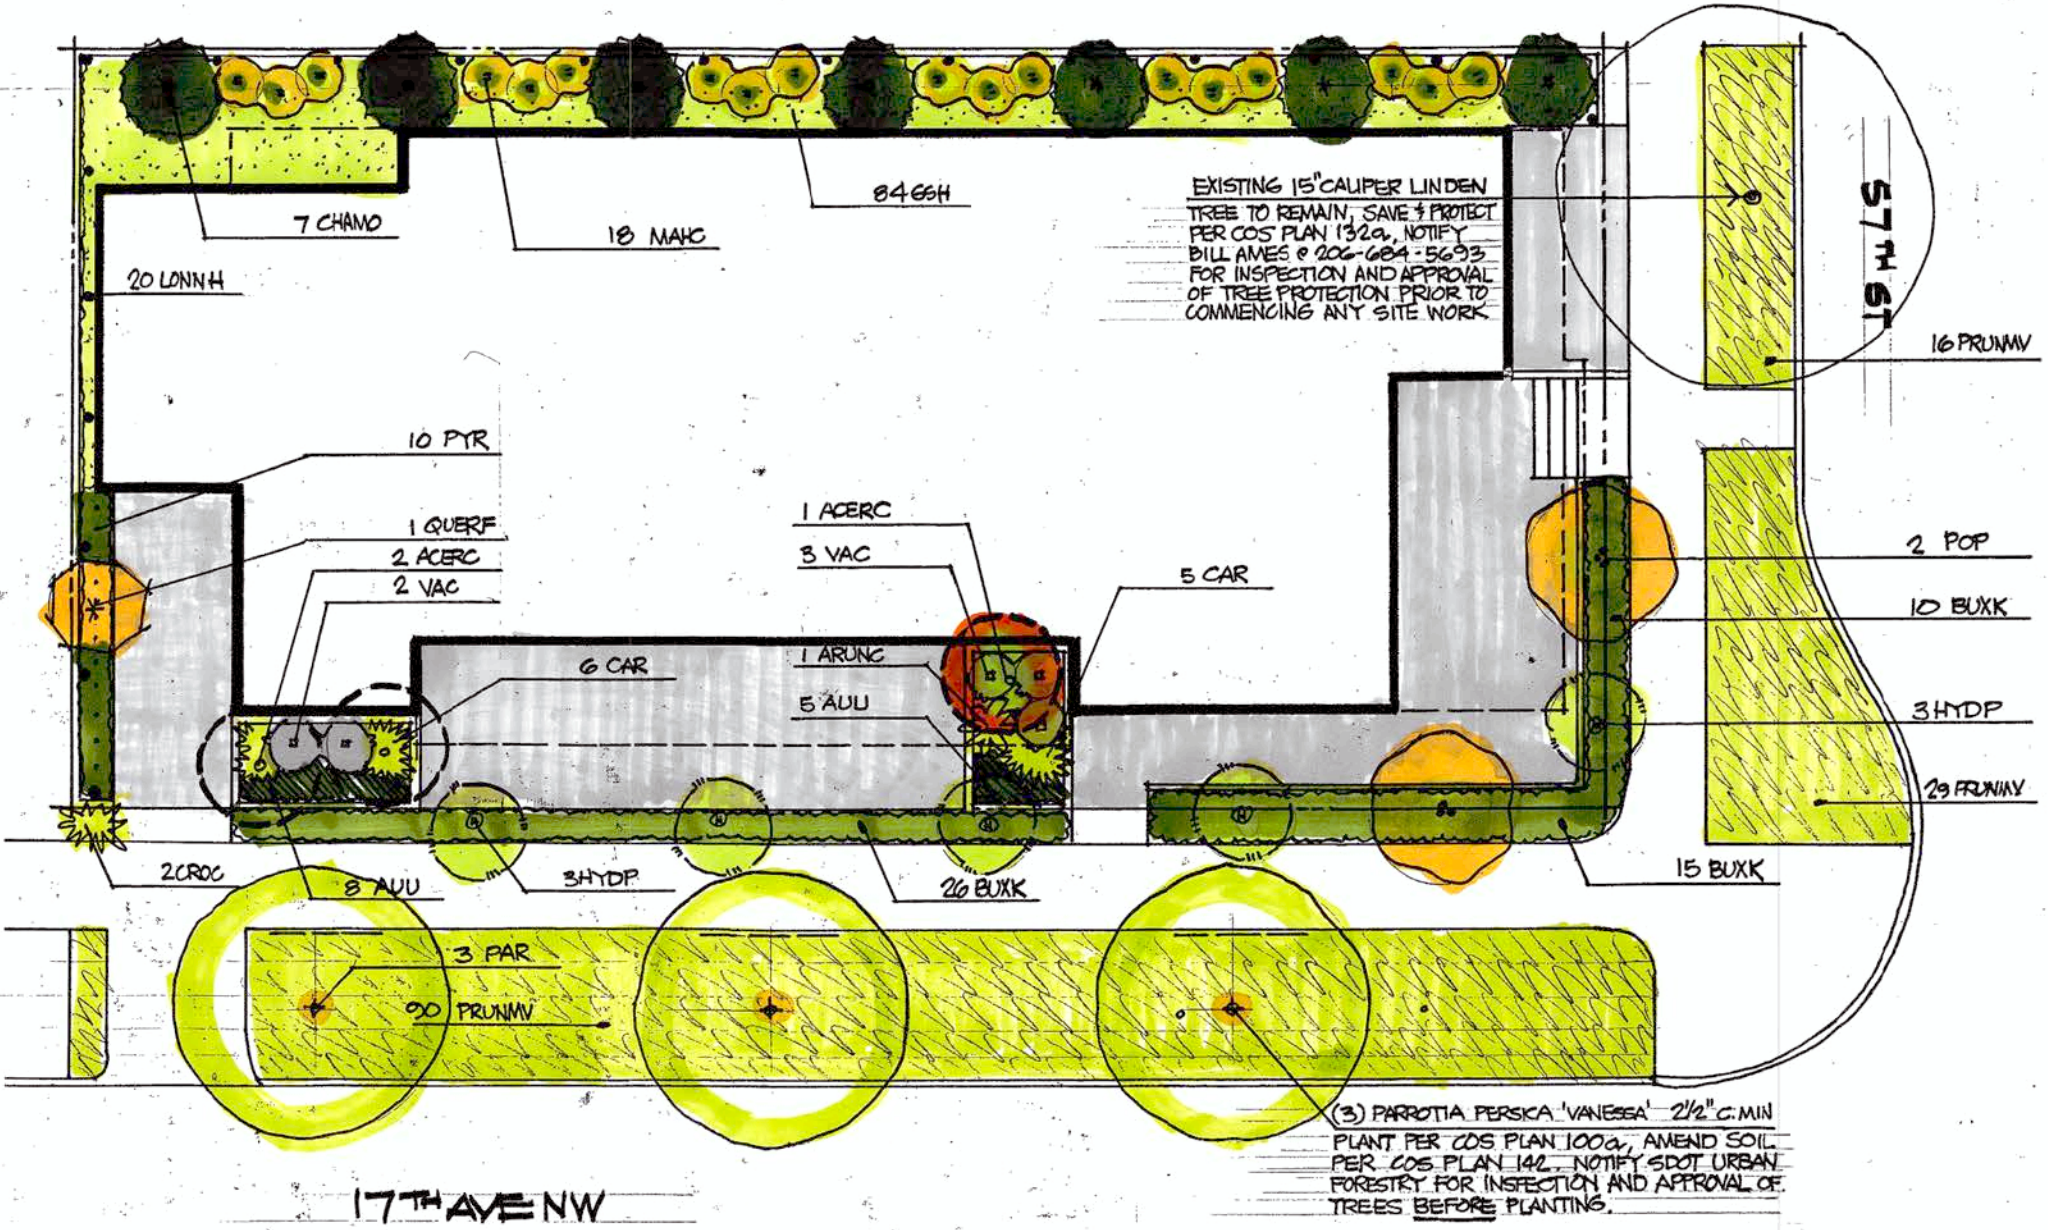 7 CHAMO
18 MAHC
84 GSH
EXISTING 15" CALIPER LINDEN
TREE TO REMAIN, SAVE & PROTECT
PER COS PLAN 132a, NOTIFY
BILL AMES @ 206-684-5693
FOR INSPECTION AND APPROVAL
OF TREE PROTECTION PRIOR TO
COMMENCING ANY SITE WORK
57TH ST
20 LONNH
16 PRUNMV
10 PYR
1 QUERF
2 ACERC
2 VAC
1 ACERC
3 VAC
5 CAR
2 POP
10 BUXK
6 CAR
1 ARUNC
5 AUU
3 HYDP
29 PRUNMV
2 CROC
8 AUU
3 HYDP
26 BUXK
15 BUXK
3 PAR
90 PRUNMV
(3) PARROTIA PERSICA 'VANESSA' 2 1/2" C. MIN
PLANT PER COS PLAN 100a, AMEND SOIL
PER COS PLAN 142. NOTIFY SDOT URBAN
FORESTRY FOR INSPECTION AND APPROVAL OF
TREES BEFORE PLANTING.
17TH AVE NW